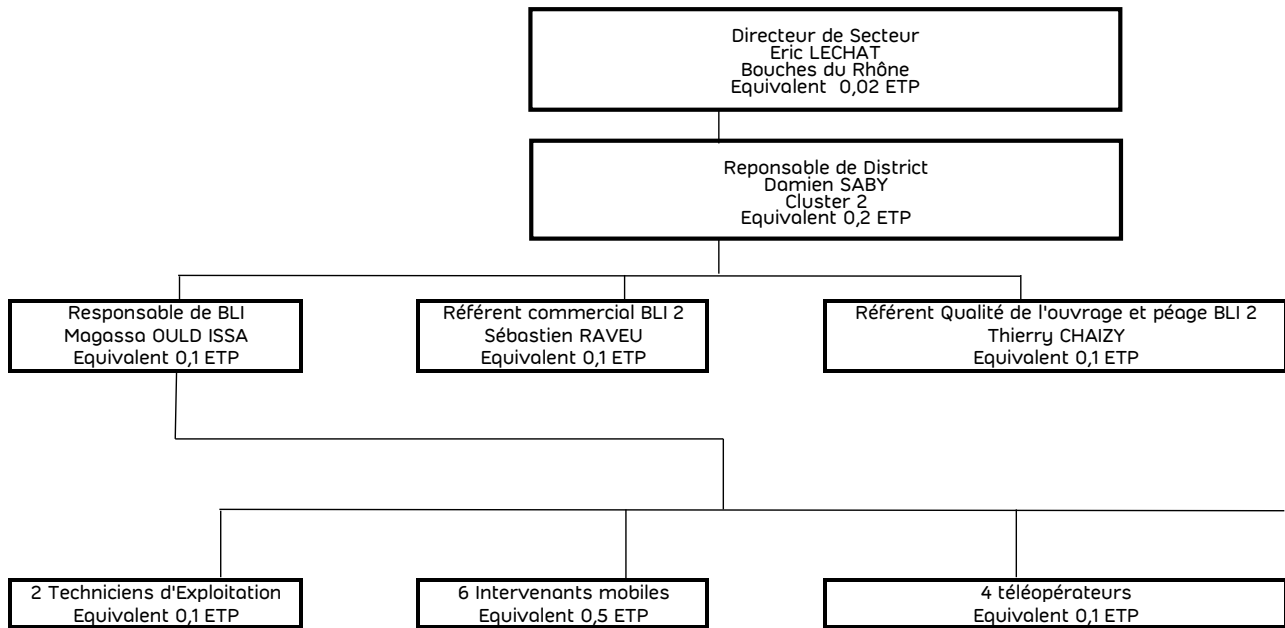 Directeur de Secteur
Eric LECHAT
Bouches du Rhône
Equivalent 0,02 ETP
Reponsable de District
Damien SABY
Cluster 2
Equivalent 0,2 ETP
Responsable de BLI
Magassa OULD ISSA
Equivalent 0,1 ETP
Référent commercial BLI 2
Sébastien RAVEU
Equivalent 0,1 ETP
Référent Qualité de l'ouvrage et péage BLI 2
Thierry CHAIZY
Equivalent 0,1 ETP
2 Techniciens d'Exploitation
Equivalent 0,1 ETP
6 Intervenants mobiles
Equivalent 0,5 ETP
4 téléopérateurs
Equivalent 0,1 ETP